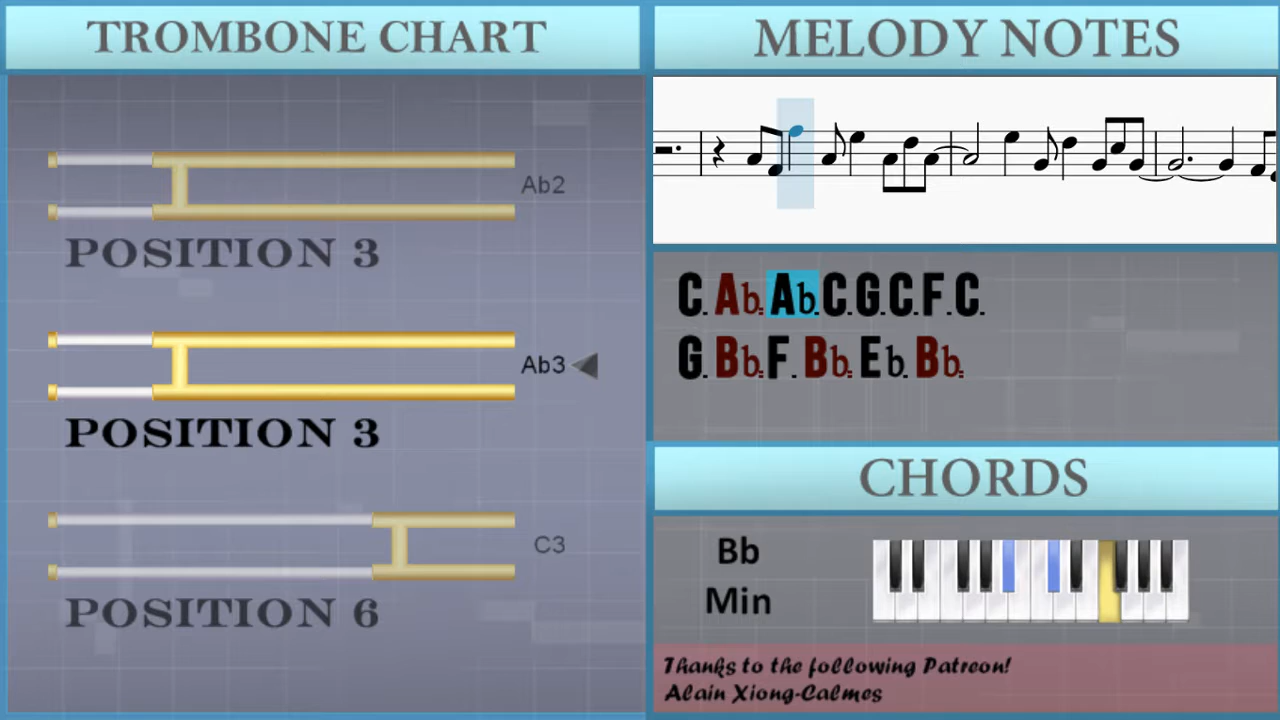 TROMBONE CHART
Ab2
POSITION 3
Ab3
POSITION 3
C3
POSITION 6
MELODY NOTES
C. Ab. Ab. C. G. C. F. C.
G. Bb. F. Bb. Eb. Bb.
CHORDS
Bb
Min
Thanks to the following Patreon!
Alain Xiong-Calmes